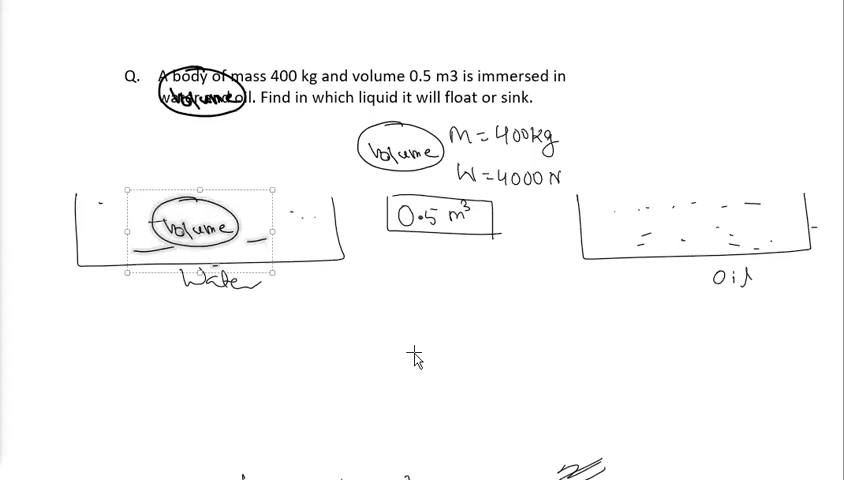 Q. A body of mass 400 kg and volume 0.5 m3 is immersed in
volume. Find in which liquid it will float or sink.
volume
M = 400kg
W = 4000 N
volume
0.5 m³
Water
Oil